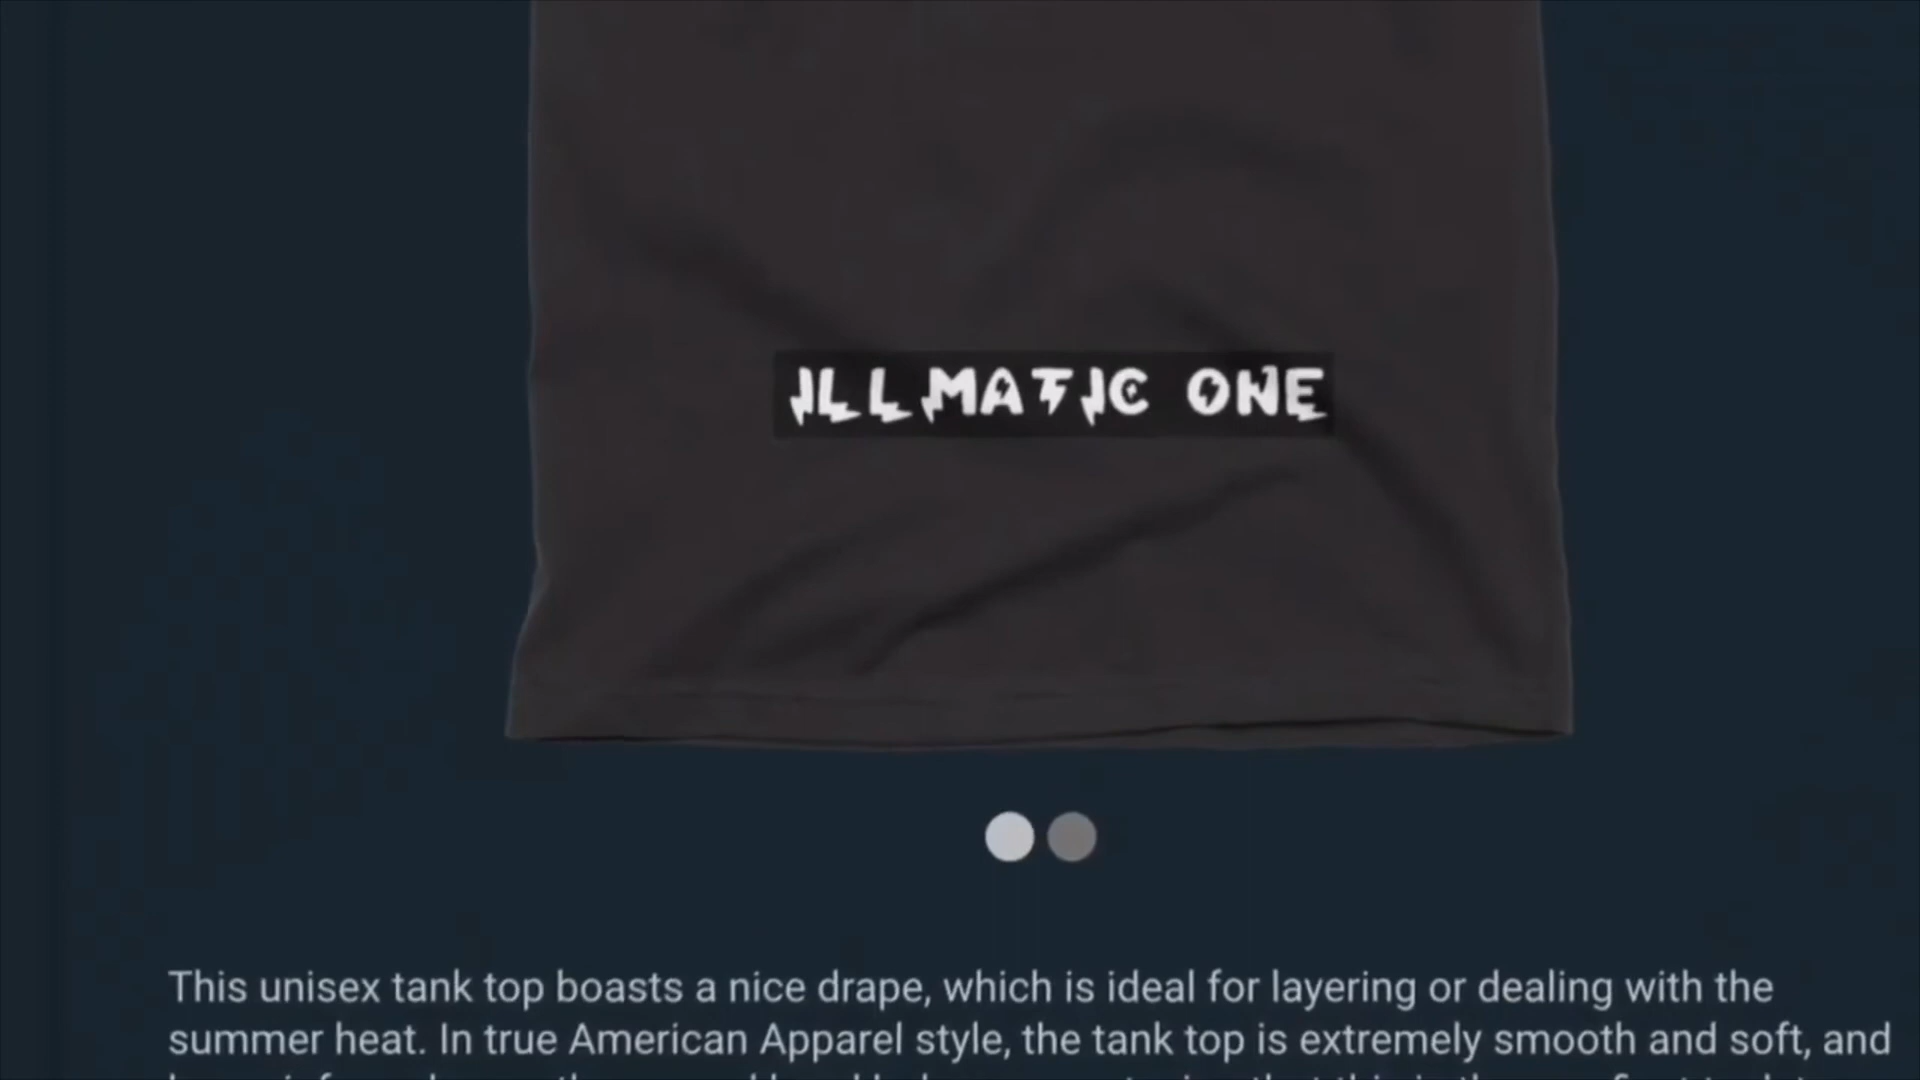 ILLMATIC ONE
This unisex tank top boasts a nice drape, which is ideal for layering or dealing with the
summer heat. In true American Apparel style, the tank top is extremely smooth and soft, and